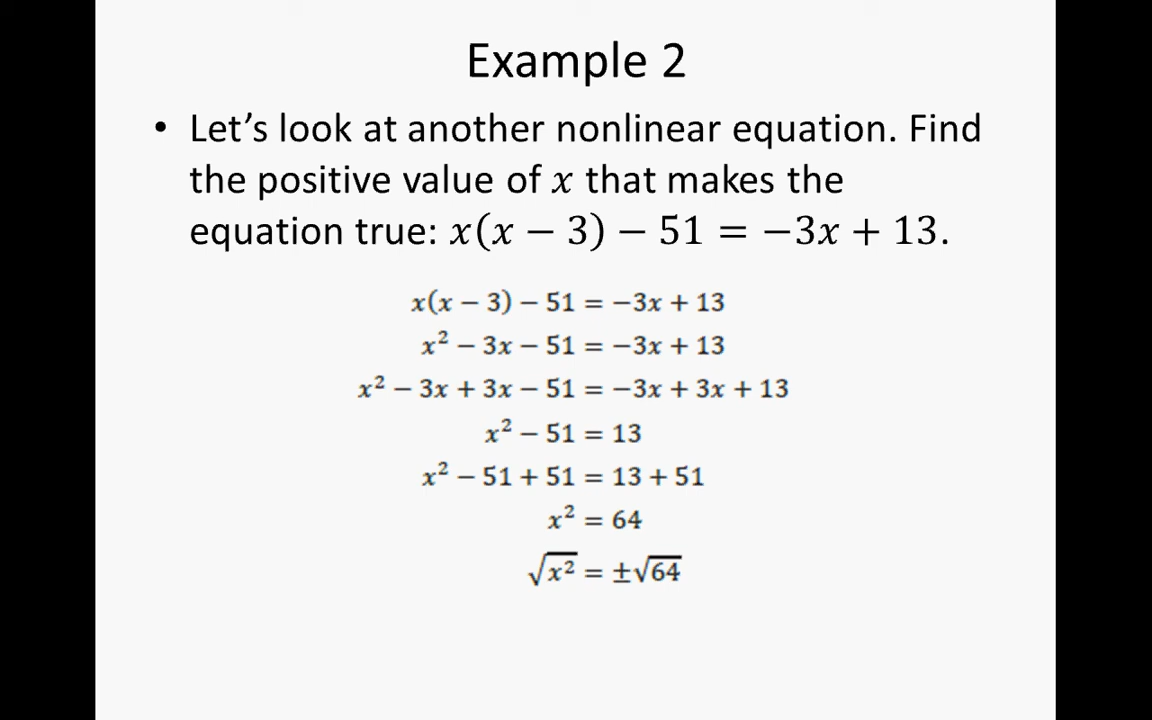 Example 2
• Let's look at another nonlinear equation. Find
the positive value of 𝑥 that makes the
equation true: 𝑥(𝑥 − 3) − 51 = −3𝑥 + 13.
𝑥(𝑥 − 3) − 51 = −3𝑥 + 13
𝑥² − 3𝑥 − 51 = −3𝑥 + 13
𝑥² − 3𝑥 + 3𝑥 − 51 = −3𝑥 + 3𝑥 + 13
𝑥² − 51 = 13
𝑥² − 51 + 51 = 13 + 51
𝑥² = 64
√𝑥² = ±√64